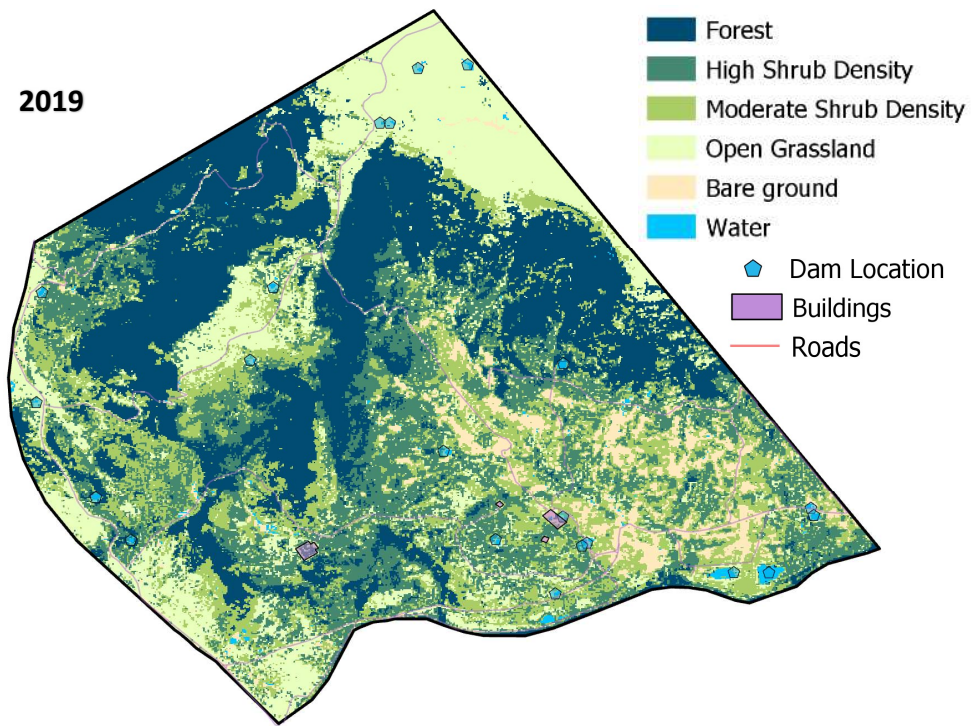 2019
Forest
High Shrub Density
Moderate Shrub Density
Open Grassland
Bare ground
Water
Dam Location
Buildings
Roads